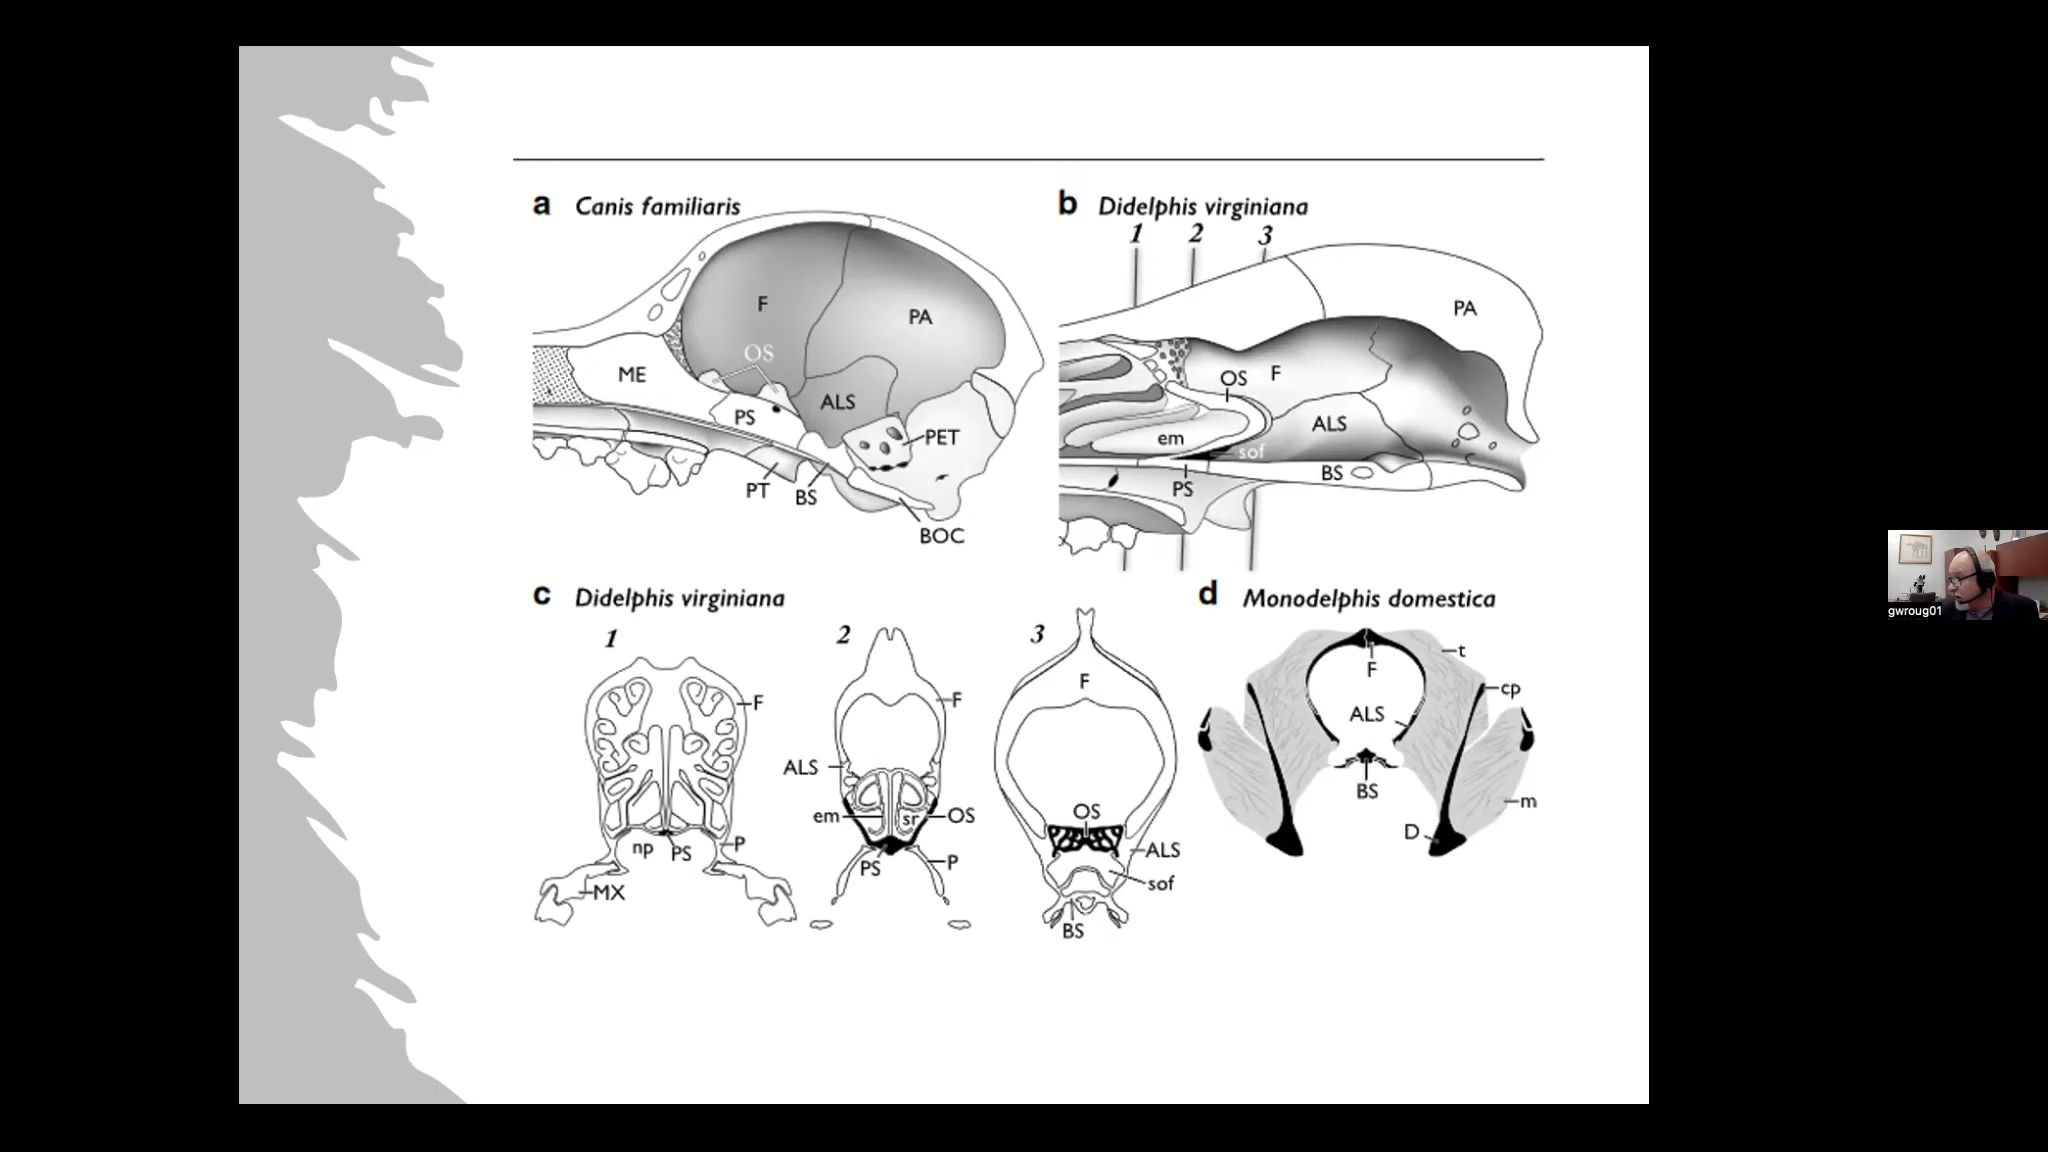 a Canis familiaris
F
PA
OS
ME
ALS
PS
PET
PT
BS
BOC
b Didelphis virginiana
1 2 3
PA
OS
F
ALS
em
sof
BS
PS
c Didelphis virginiana
1
F
np
PS
P
MX
2
F
ALS
em
sr
OS
PS
P
3
F
OS
ALS
sof
BS
d Monodelphis domestica
t
F
cp
ALS
BS
m
D
gwroug01